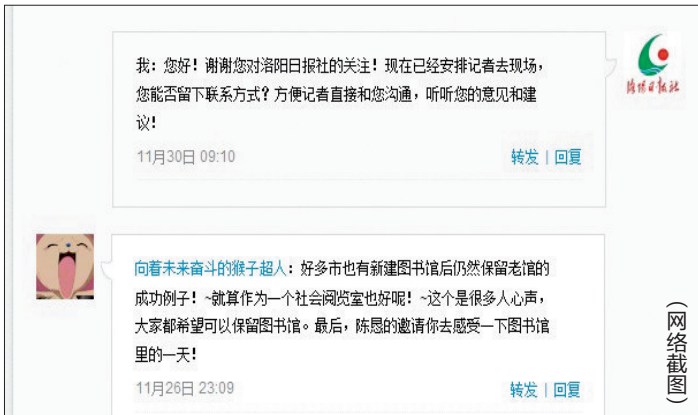 我：您好！谢谢您对洛阳日报社的关注！现在已经安排记者去现场，
您能否留下联系方式？方便记者直接和您沟通，听听您的意见和建
议！
11月30日 09:10
转发 | 回复
洛阳日报社
向着未来奋斗的猴子超人：好多市也有新建图书馆后仍然保留老馆的
成功例子！~就算作为一个社会阅览室也好呢！~这个是很多人心声，
大家都希望可以保留图书馆。最后，陈恳的邀请你去感受一下图书馆
里的一天！
11月26日 23:09
转发 | 回复
（网络截图）